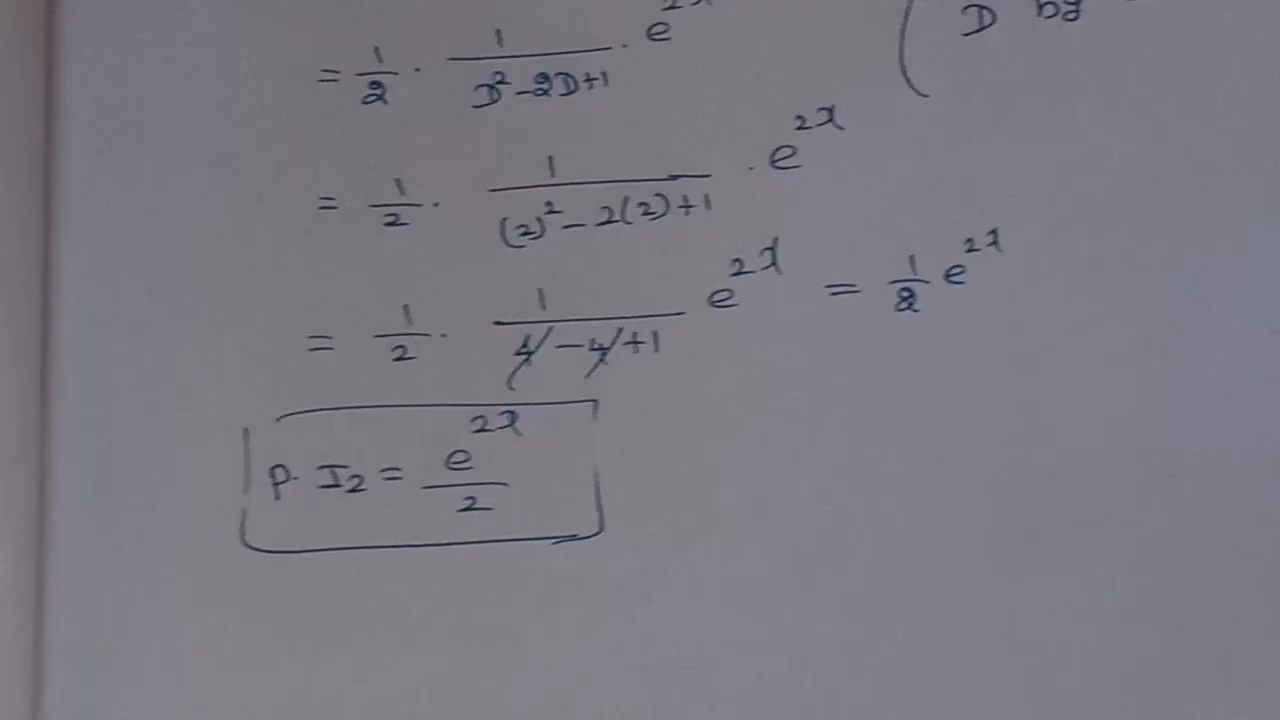 = 1/2 · 1/(D² - 2D + 1) · e^2x ( D by
= 1/2 · 1/((2)² - 2(2) + 1) · e^2x
= 1/2 · 1/(4 - 4 + 1) e^2x = 1/2 e^2x
P. I₂ = e^2x/2